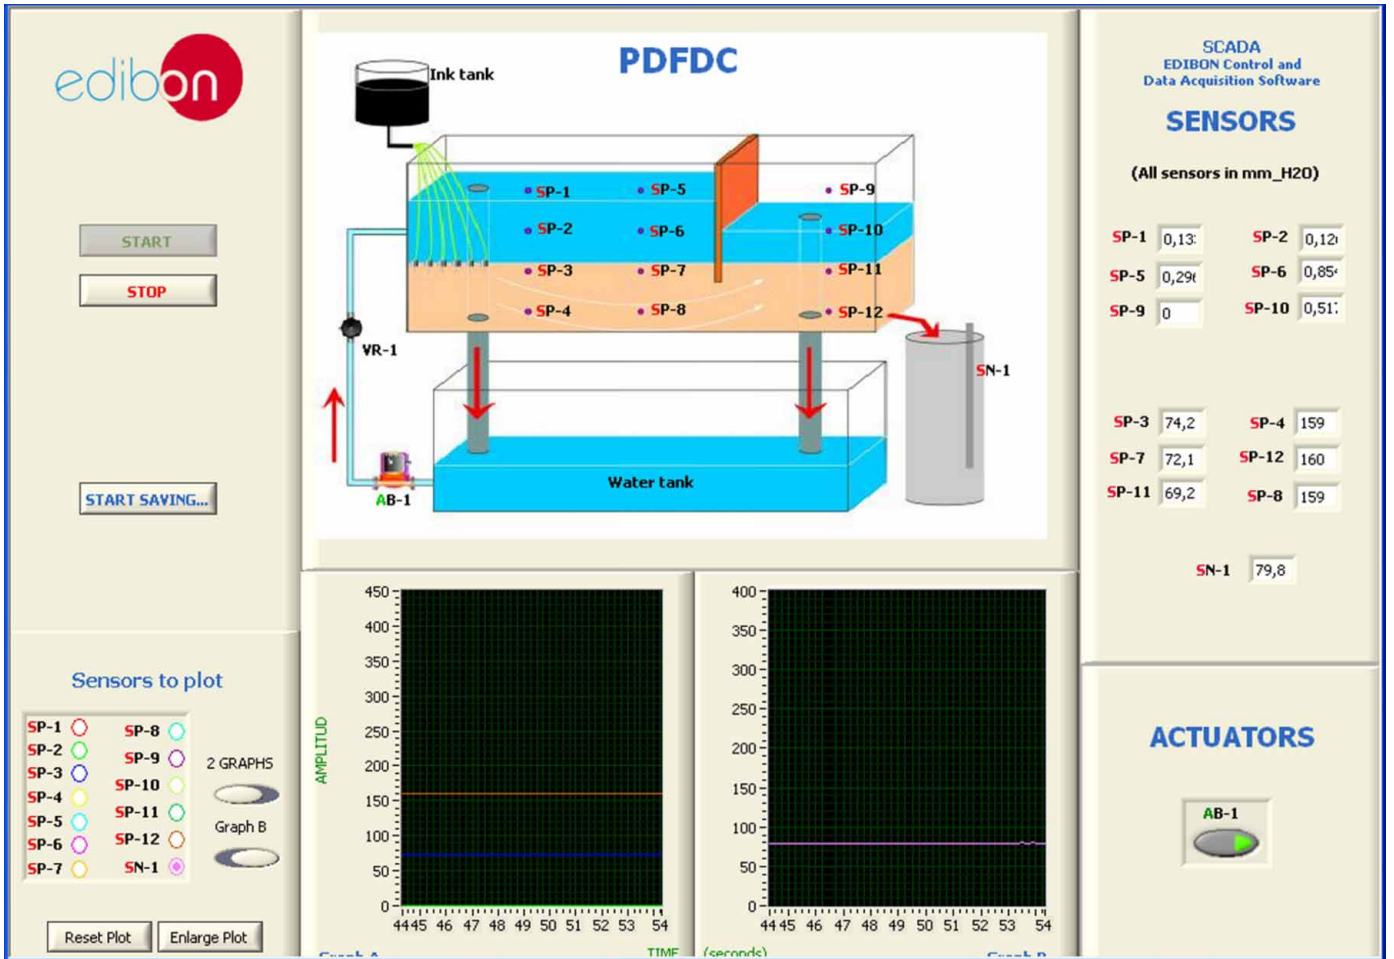 edibon
START
STOP
START SAVING...
PDFDC
Ink tank
SP-1
SP-5
SP-9
SP-2
SP-6
SP-10
SP-3
SP-7
SP-11
SP-4
SP-8
SP-12
VR-1
SN-1
Water tank
AB-1
SCADA
EDIBON Control and
Data Acquisition Software
SENSORS
(All sensors in mm_H2O)
SP-1 SP-2
SP-5 SP-6
SP-9 0 SP-10
SP-3 74,2 SP-4 159
SP-7 72,1 SP-12 160
SP-11 69,2 SP-8 159
SN-1 79,8
Sensors to plot
SP-1 SP-8
SP-2 SP-9
SP-3 SP-10
SP-4 SP-11
SP-5 SP-12
SP-6 SN-1
SP-7
2 GRAPHS
Graph B
Reset Plot Enlarge Plot
450
400
350
300
250
200
150
100
50
0
AMPLITUD
44 45 46 47 48 49 50 51 52 53 54
Graph A
TIME (seconds)
400
350
300
250
200
150
100
50
0
44 45 46 47 48 49 50 51 52 53 54
Graph B
ACTUATORS
AB-1